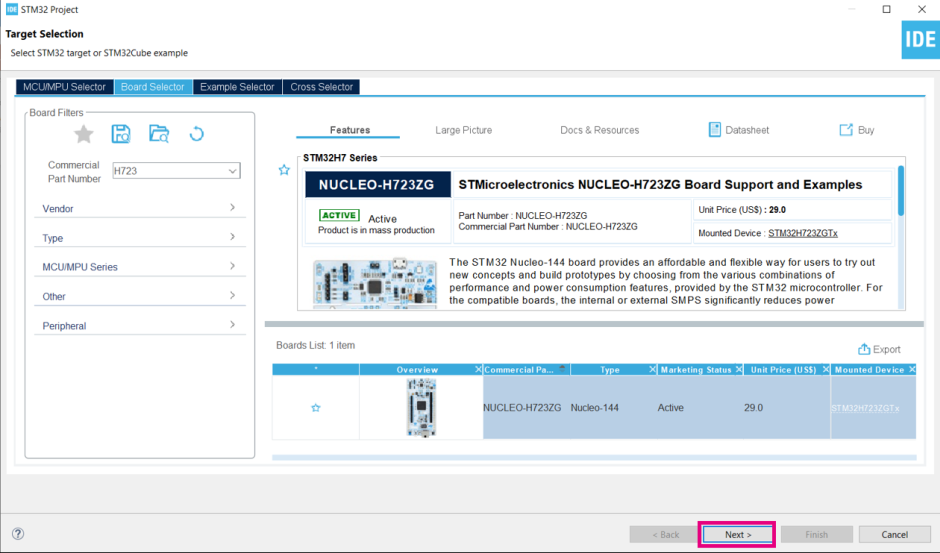 IDE STM32 Project
Target Selection
Select STM32 target or STM32Cube example
IDE
MCU/MPU Selector Board Selector Example Selector Cross Selector
Board Filters
Commercial
Part Number
H723
Vendor
Type
MCU/MPU Series
Other
Peripheral
Features Large Picture Docs & Resources Datasheet Buy
STM32H7 Series
NUCLEO-H723ZG
STMicroelectronics NUCLEO-H723ZG Board Support and Examples
ACTIVE Active
Product is in mass production
Part Number : NUCLEO-H723ZG
Commercial Part Number : NUCLEO-H723ZG
Unit Price (US$) : 29.0
Mounted Device : STM32H723ZGTx
The STM32 Nucleo-144 board provides an affordable and flexible way for users to try out
new concepts and build prototypes by choosing from the various combinations of
performance and power consumption features, provided by the STM32 microcontroller. For
the compatible boards, the internal or external SMPS significantly reduces power
Boards List: 1 item
Export
* Overview Commercial Pa... Type Marketing Status Unit Price (US$) Mounted Device
NUCLEO-H723ZG Nucleo-144 Active 29.0 STM32H723ZGTx
? < Back Next > Finish Cancel